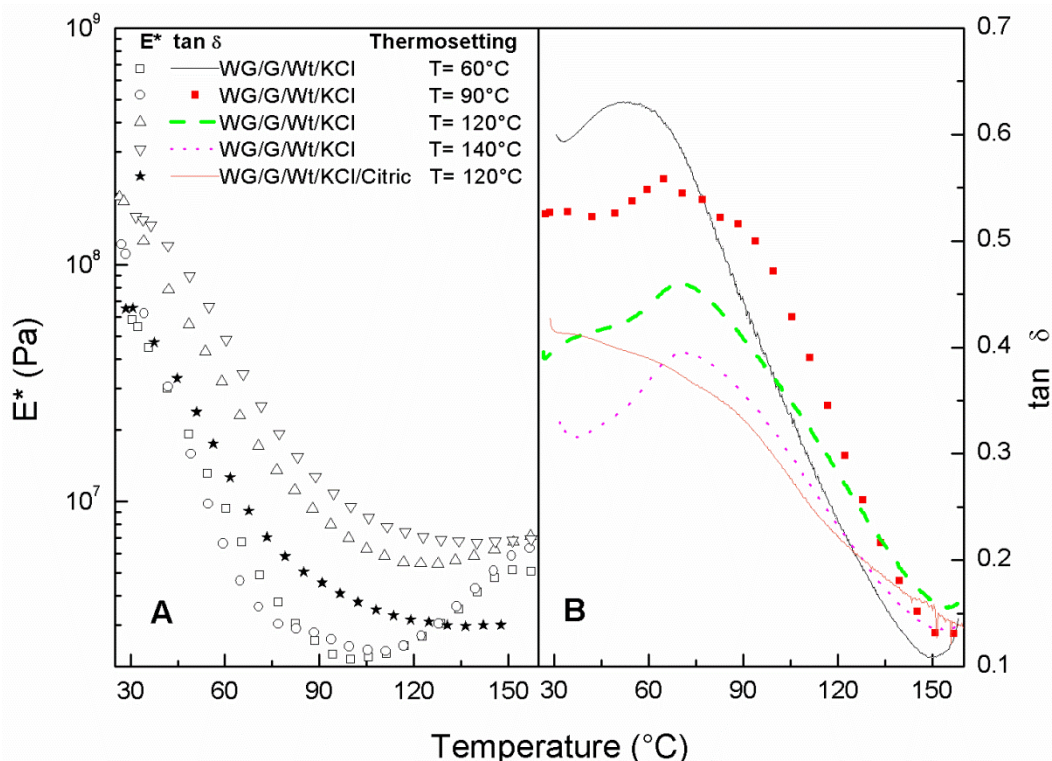 10⁹
E* tan δ Thermosetting
WG/G/Wt/KCl T= 60°C
WG/G/Wt/KCl T= 90°C
WG/G/Wt/KCl T= 120°C
WG/G/Wt/KCl T= 140°C
WG/G/Wt/KCl/Citric T= 120°C
10⁸
10⁷
E* (Pa)
A
B
0.7
0.6
0.5
0.4
0.3
0.2
0.1
tan δ
30 60 90 120 150 30 60 90 120 150
Temperature (°C)